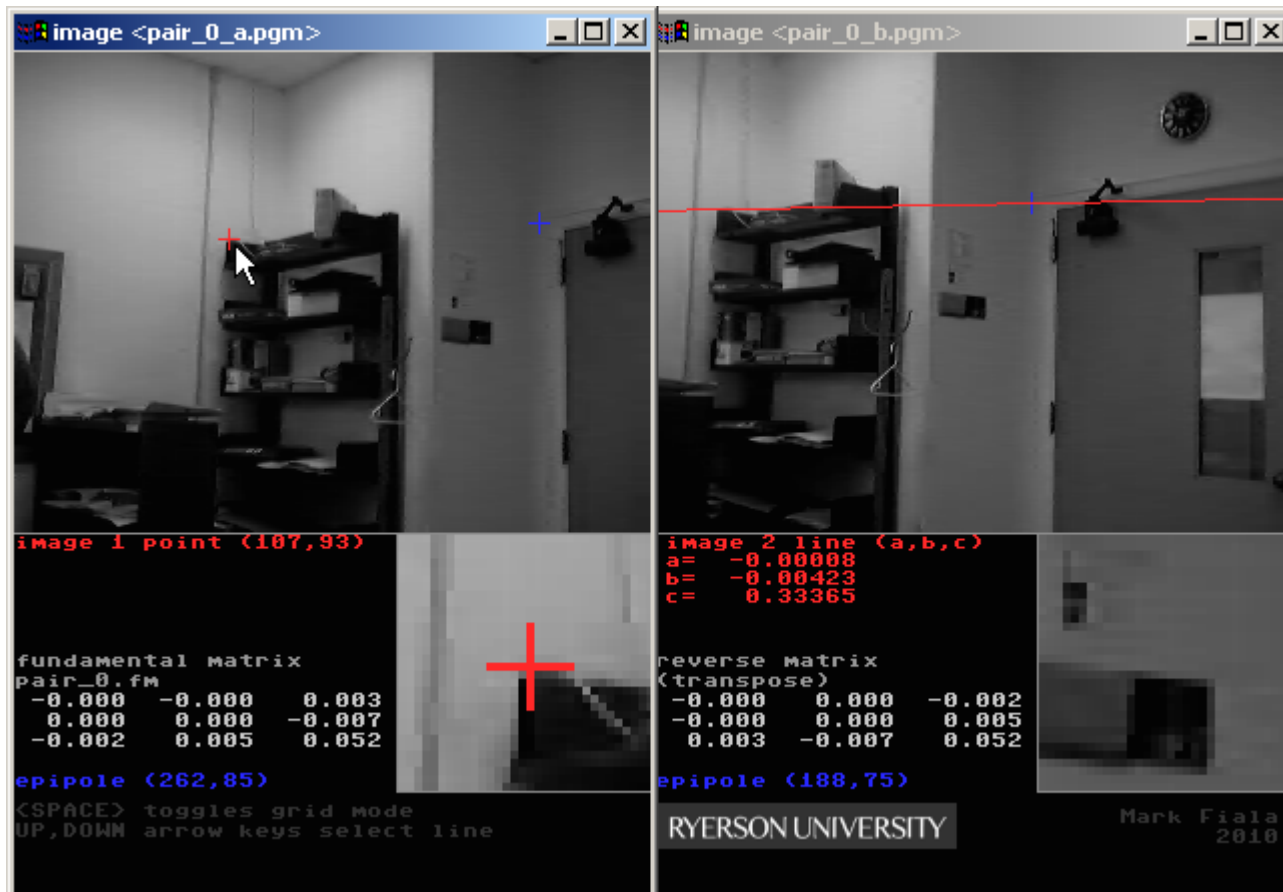 image <pair_0_a.pgm>
image 1 point (107,93)
fundamental matrix
pair_0.fm
-0.000 -0.000 0.003
0.000 0.000 -0.007
-0.002 0.005 0.052
epipole (262,85)
<SPACE> toggles grid mode
UP,DOWN arrow keys select line
image <pair_0_b.pgm>
image 2 line (a,b,c)
a= -0.00008
b= -0.00423
c= 0.33365
reverse matrix
(transpose)
-0.000 0.000 -0.002
-0.000 0.000 0.005
0.003 -0.007 0.052
epipole (188,75)
RYERSON UNIVERSITY
Mark Fiala
2010